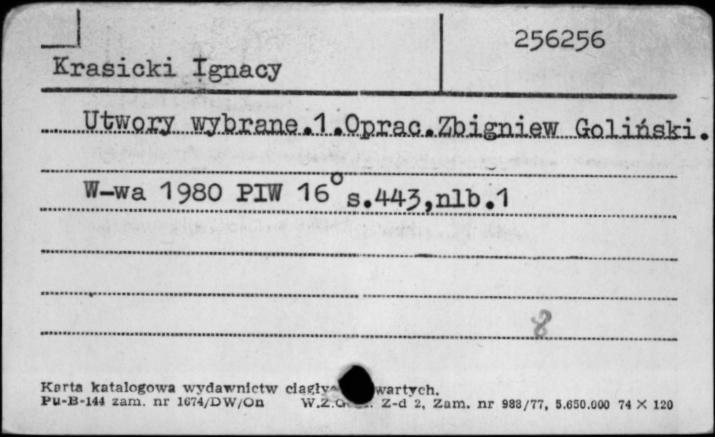 256256
Krasicki Ignacy
Utwory wybrane.1.Oprac.Zbigniew Goliński.
W-wa 1980 PIW 16° s.443,nlb.1
8
Karta katalogowa wydawnictw
Pu-B-144 zam. nr 1674/DW/On Z-d 2, Zam. nr 988/77, 5.650.000 74 × 120